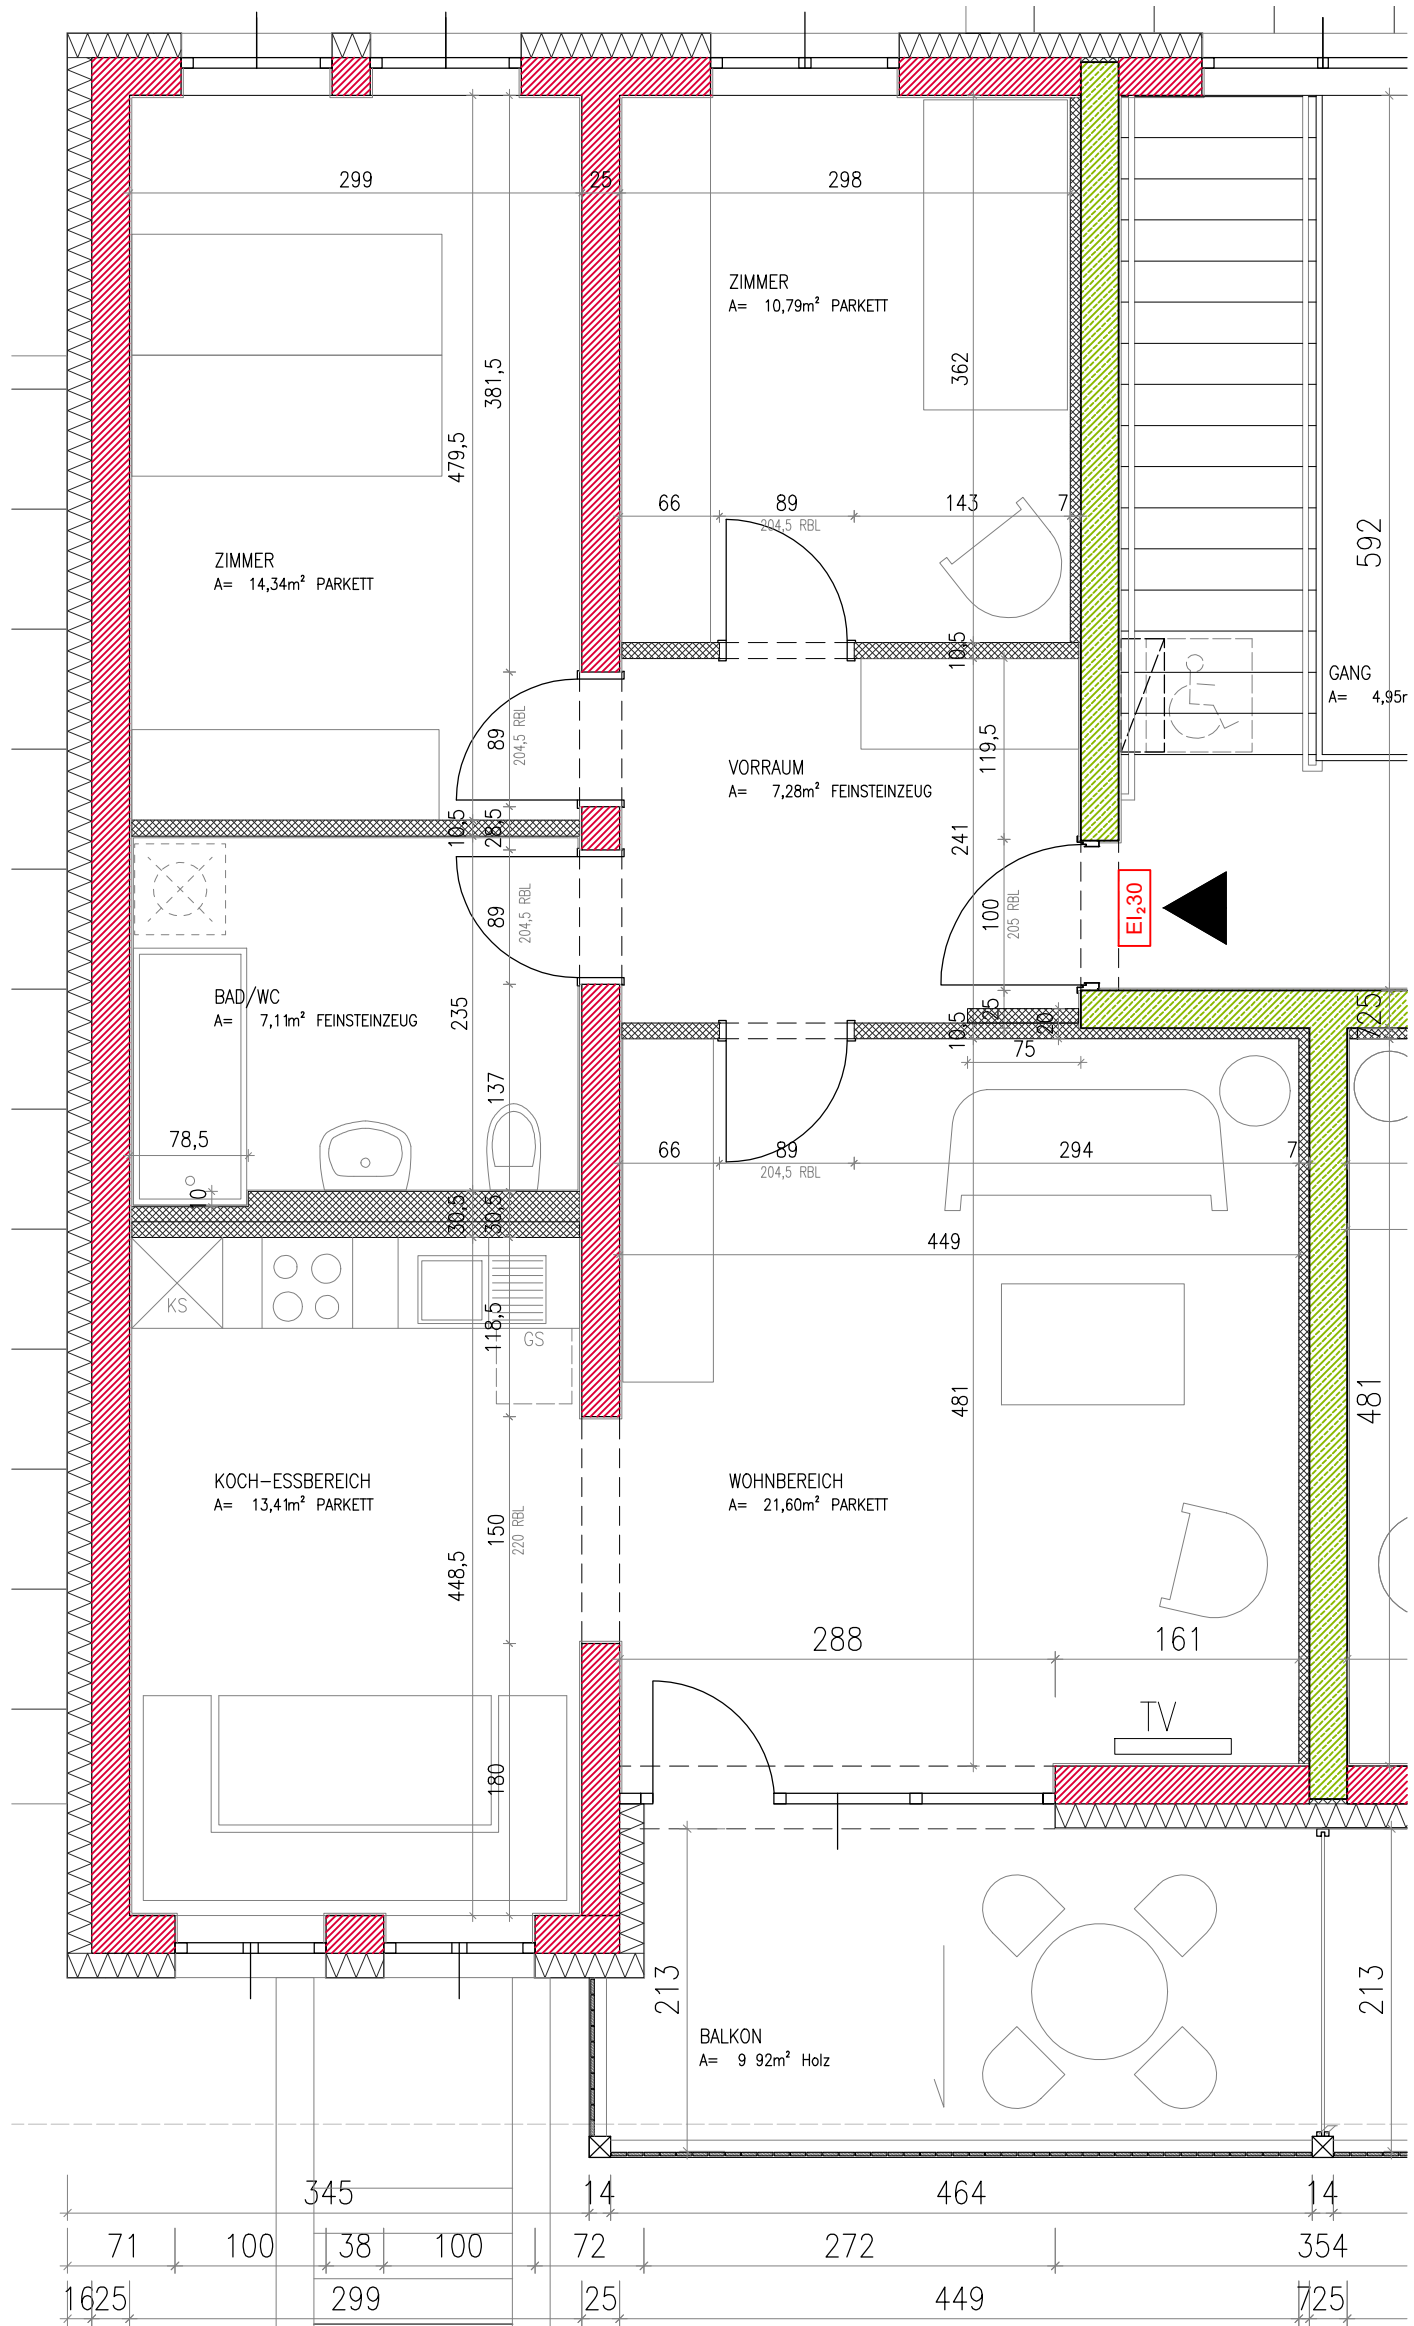 299
25
298
ZIMMER
A= 10,79m² PARKETT
362
381,5
479,5
66
89
143
7
204,5 RBL
592
ZIMMER
A= 14,34m² PARKETT
10,5
GANG
A= 4,95m
89
204,5 RBL
119,5
VORRAUM
A= 7,28m² FEINSTEINZEUG
10,5
28,5
241
89
204,5 RBL
100
205 RBL
EI₂30
BAD/WC
A= 7,11m² FEINSTEINZEUG
235
10,5
25
20
725
75
137
78,5
66
89
294
7
204,5 RBL
10
30,5
30,5
449
KS
118,5
GS
481
481
KOCH-ESSBEREICH
A= 13,41m² PARKETT
WOHNBEREICH
A= 21,60m² PARKETT
150
220 RBL
448,5
288
161
TV
180
213
213
BALKON
A= 9 92m² Holz
345
14
464
14
71
100
38
100
72
272
354
16
25
299
25
449
725